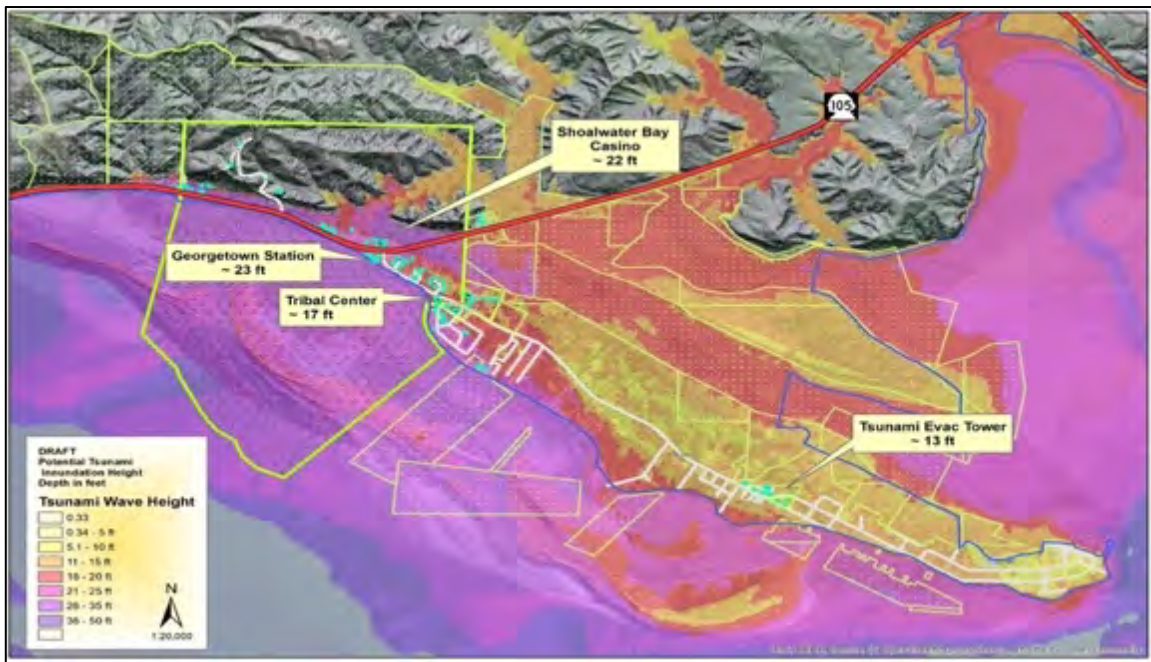 105
Shoalwater Bay
Casino
~ 22 ft
Georgetown Station
~ 23 ft
Tribal Center
~ 17 ft
Tsunami Evac Tower
~ 13 ft
DRAFT
Potential Tsunami
Innundation Height
Depth in feet
Tsunami Wave Height
0.33
0.34 - 5 ft
5.1 - 10 ft
11 - 15 ft
16 - 20 ft
21 - 25 ft
26 - 35 ft
36 - 50 ft
N
1:20,000